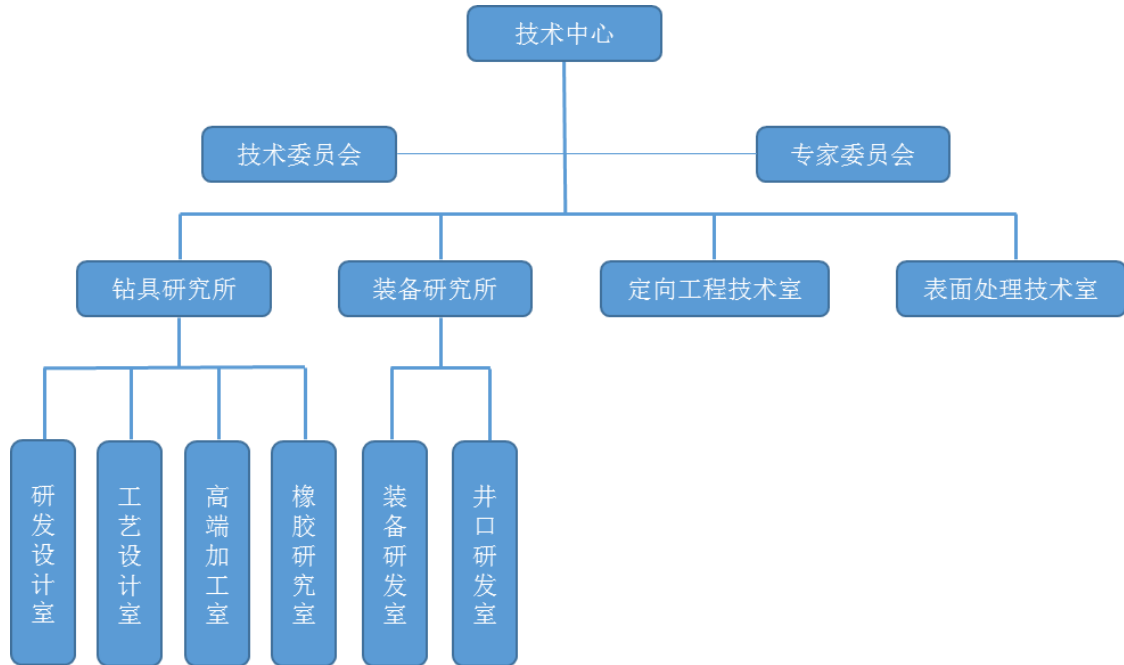 技术中心
技术委员会
专家委员会
钻具研究所
装备研究所
定向工程技术室
表面处理技术室
研发设计室
工艺设计室
高端加工室
橡胶研究室
装备研发室
井口研发室